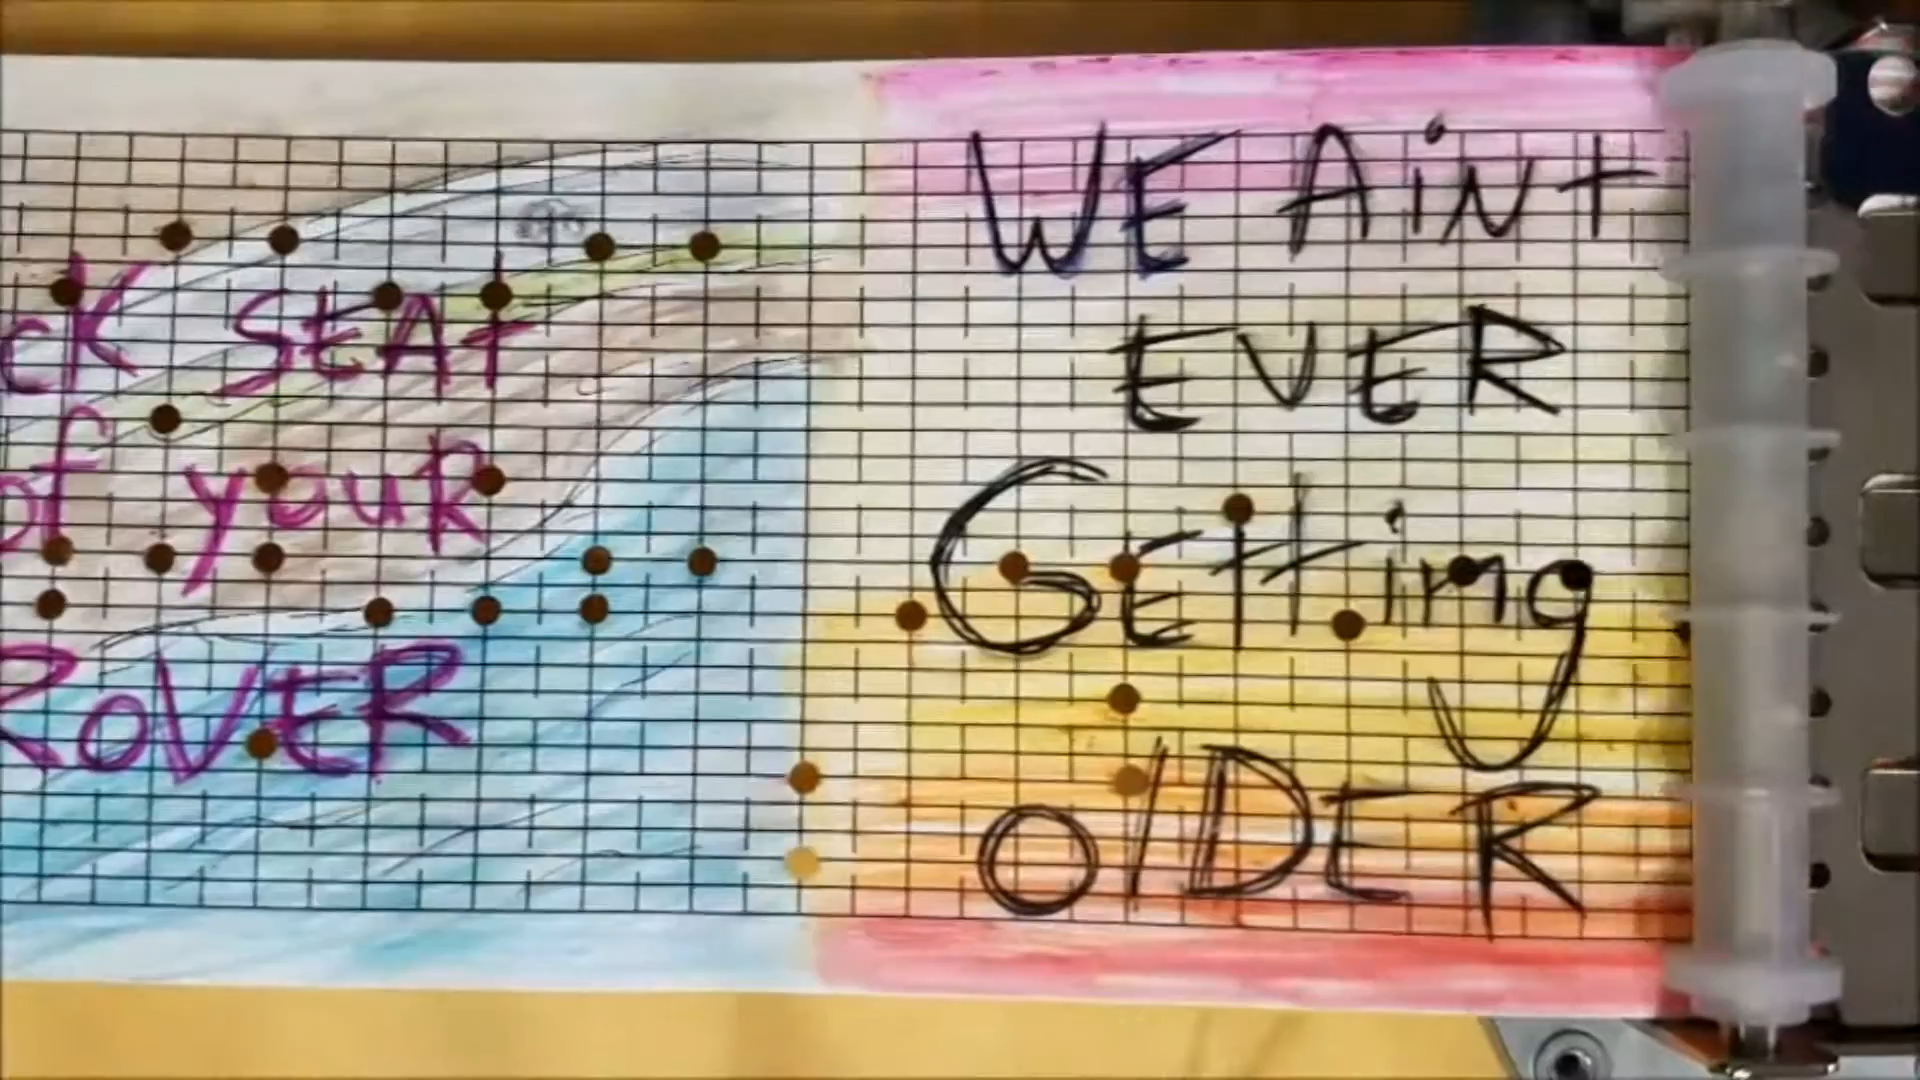 ck SEAt
of youR
RoVER
WE AiNt
EVER
GEtting
OlDER